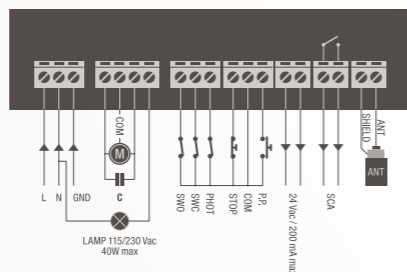 COM
M
L
N
GND
C
SWO
SWC
PHOT
STOP
COM
P.P.
24 Vac / 200 mA max
SCA
SHIELD
ANT
ANT
LAMP 115/230 Vac
40W max